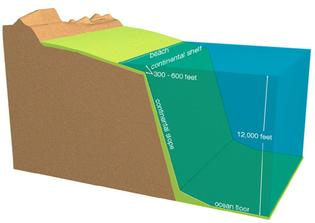 beach
continental shelf
300 - 600 feet
continental slope
12,000 feet
ocean floor